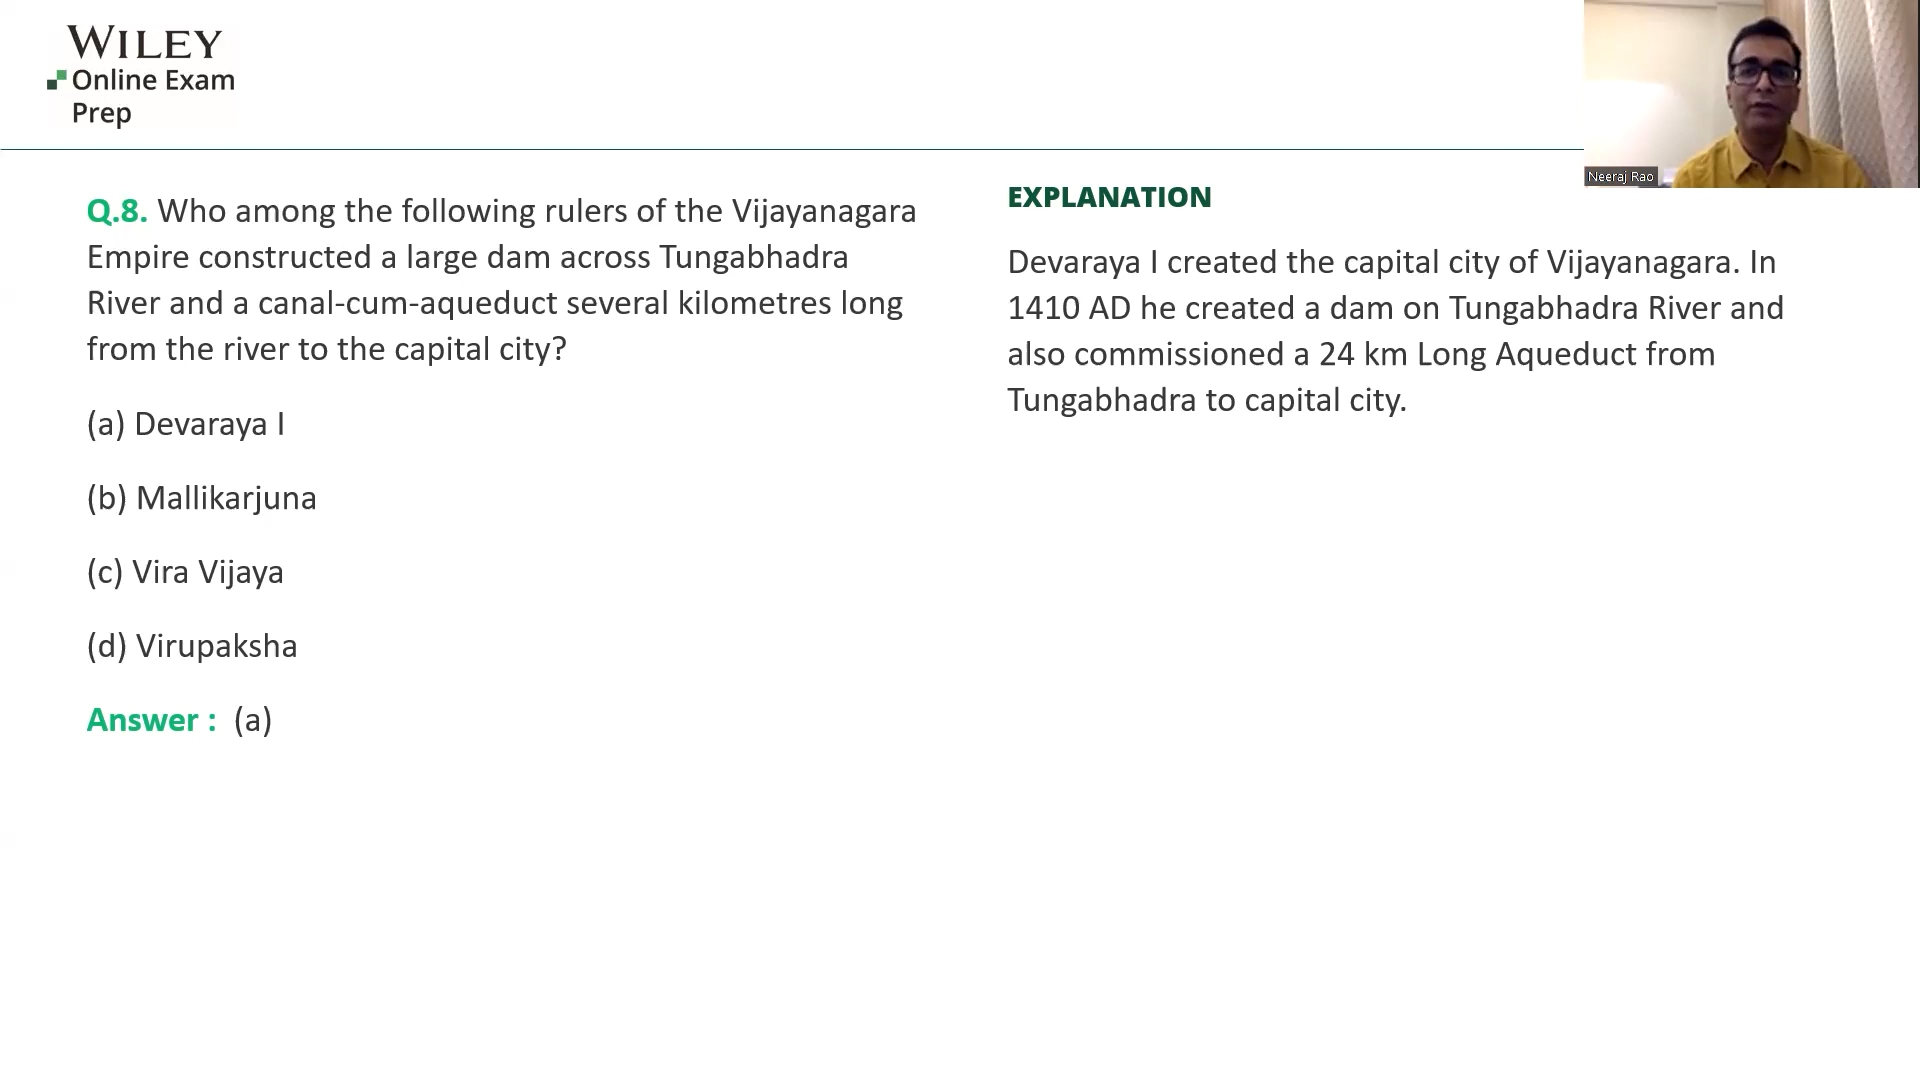 WILEY
Online Exam
Prep
Neeraj Rao
Q.8. Who among the following rulers of the Vijayanagara
Empire constructed a large dam across Tungabhadra
River and a canal-cum-aqueduct several kilometres long
from the river to the capital city?
(a) Devaraya I
(b) Mallikarjuna
(c) Vira Vijaya
(d) Virupaksha
Answer : (a)
EXPLANATION
Devaraya I created the capital city of Vijayanagara. In
1410 AD he created a dam on Tungabhadra River and
also commissioned a 24 km Long Aqueduct from
Tungabhadra to capital city.